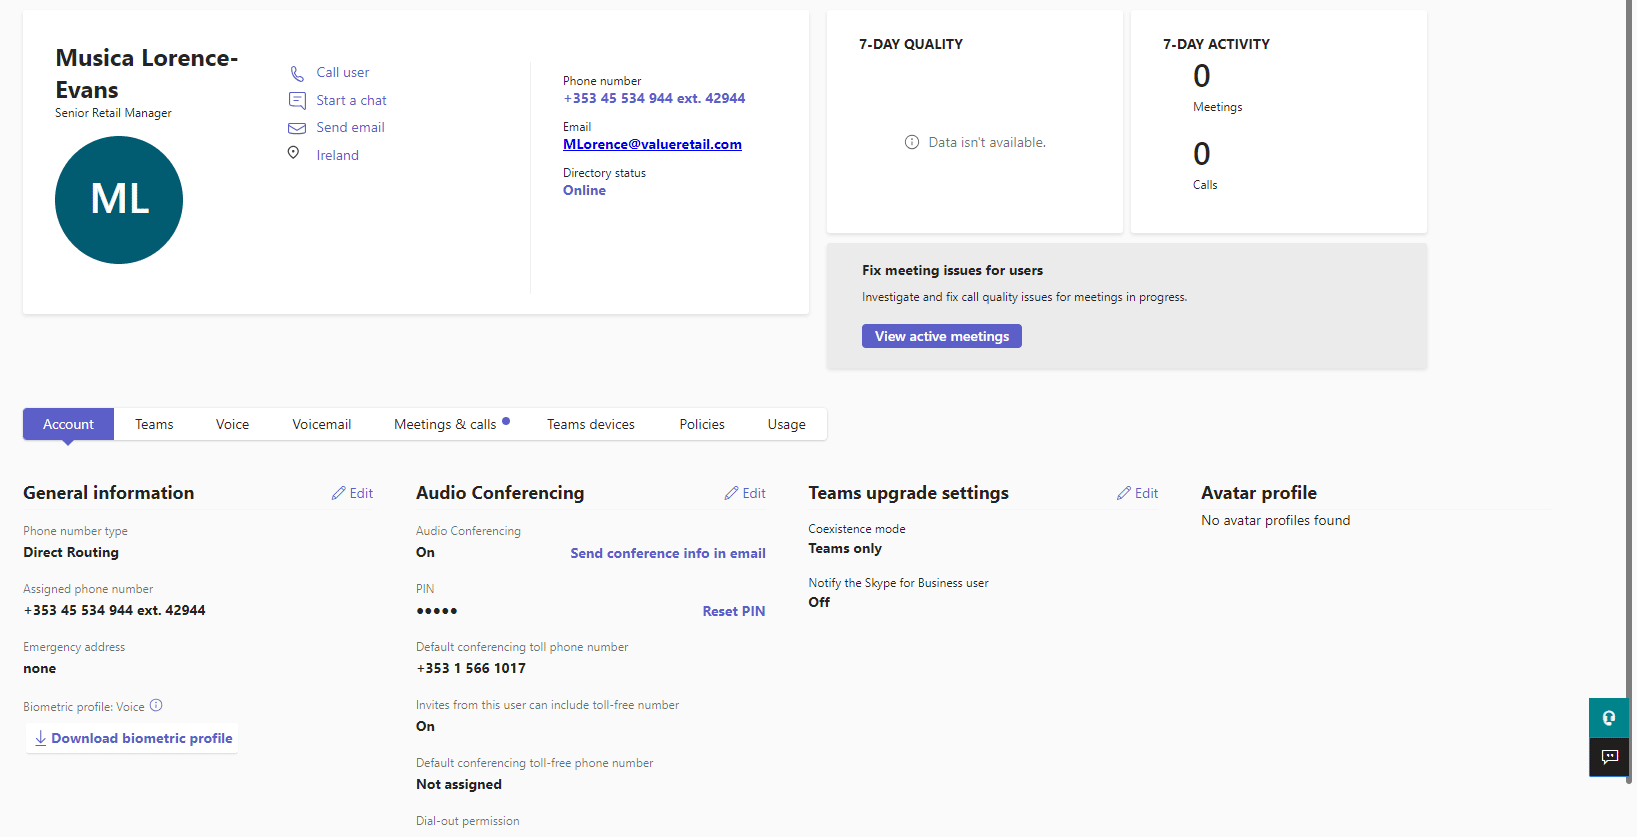 Musica Lorence-
Evans
Senior Retail Manager
ML
Call user
Start a chat
Send email
Ireland
Phone number
+353 45 534 944 ext. 42944
Email
MLorence@valueretail.com
Directory status
Online
7-DAY QUALITY
Data isn't available.
7-DAY ACTIVITY
0
Meetings
0
Calls
Fix meeting issues for users
Investigate and fix call quality issues for meetings in progress.
View active meetings
Account Teams Voice Voicemail Meetings & calls Teams devices Policies Usage
General information Edit
Phone number type
Direct Routing
Assigned phone number
+353 45 534 944 ext. 42944
Emergency address
none
Biometric profile: Voice
Download biometric profile
Audio Conferencing Edit
Audio Conferencing
On Send conference info in email
PIN
●●●●● Reset PIN
Default conferencing toll phone number
+353 1 566 1017
Invites from this user can include toll-free number
On
Default conferencing toll-free phone number
Not assigned
Dial-out permission
Teams upgrade settings Edit
Coexistence mode
Teams only
Notify the Skype for Business user
Off
Avatar profile
No avatar profiles found